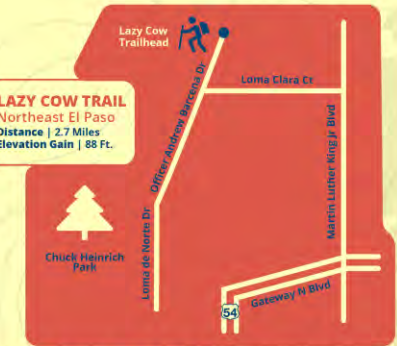 Lazy Cow
Trailhead
Loma Clara Ct
LAZY COW TRAIL
Northeast El Paso
Distance | 2.7 Miles
Elevation Gain | 88 Ft.
Officer Andrew Barcena Dr
Martin Luther King Jr Blvd
Chuck Heinrich
Park
Loma de Norte Dr
54
Gateway N Blvd